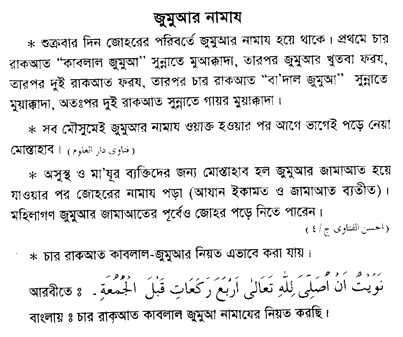 জুমুআর নামায
* শুক্রবার দিন জোহরের পরিবর্তে জুমুআর নামায হয়ে থাকে। প্রথমে চার
রাকআত “কাবলাল জুমুআ” সুন্নাতে মুআক্কাদা, তারপর জুমুআর খুতবা ফরয,
তারপর দুই রাকআত ফরয, তারপর চার রাকআত “বা'দাল জুমুআ” সুন্নাতে
মুয়াক্কাদা, অতঃপর দুই রাকআত সুন্নাতে গায়র মুয়াক্কাদা।
* সব মৌসুমেই জুমুআর নামায ওয়াক্ত হওয়ার পর আগে ভাগেই পড়ে নেয়া
মোস্তাহাব। (فتاوى دار العلوم)
* অসুস্থ ও মা'যূর ব্যক্তিদের জন্য মোস্তাহাব হল জুমুআর জামাআত হয়ে
যাওয়ার পর জোহরের নামায পড়া (আযান ইকামত ও জামাআত ব্যতীত)।
মহিলাগণ জুমুআর জামাআতের পূর্বেও জোহর পড়ে নিতে পারেন।
(احسن الفتاوى ج/٤)
* চার রাকআত কাবলাল-জুমুআর নিয়ত এভাবে করা যায়।
আরবীতে ঃ نَوَيْتُ اَنْ اُصَلِّىَ لِلّٰهِ تَعَالٰى اَرْبَعَ رَكَعَاتِ قَبْلَ الْجُمُعَةِ۔
বাংলায় ঃ চার রাক্আত কাবলাল জুমুআ নামাযের নিয়ত করছি।